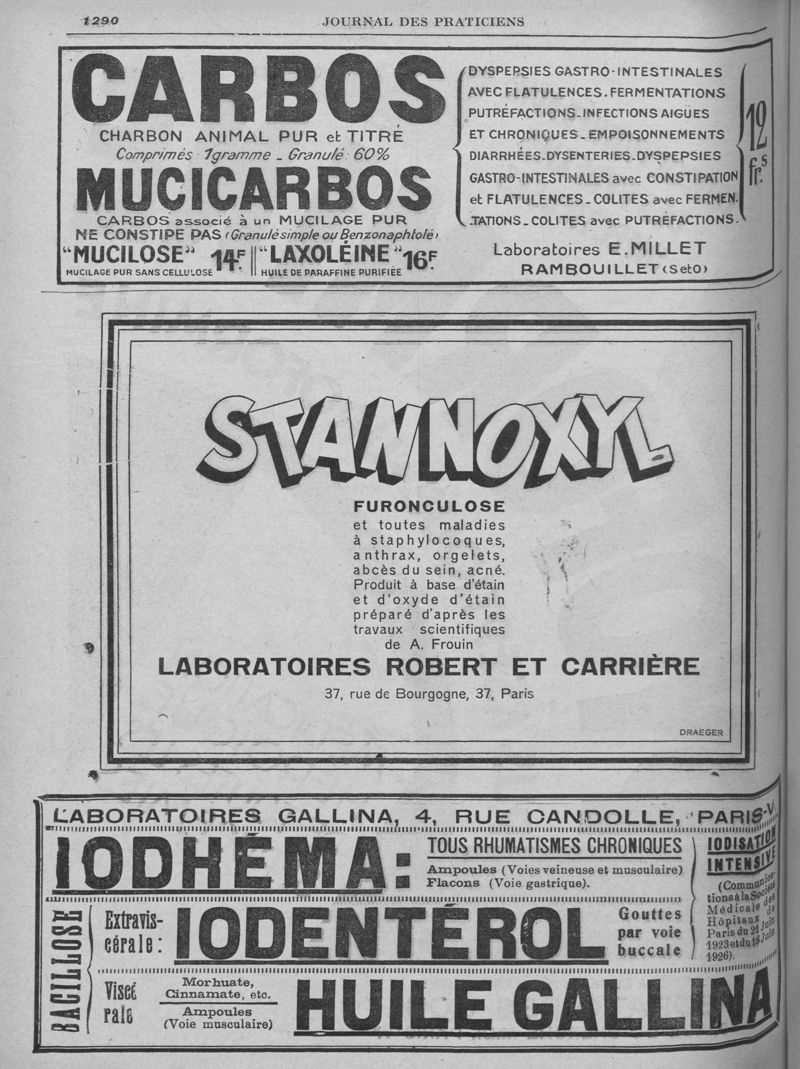 1290
JOURNAL DES PRATICIENS
CARBOS
CHARBON ANIMAL PUR et TITRÉ
Comprimés: 1gramme _ Granulé: 60%
MUCICARBOS
CARBOS associé à un MUCILAGE PUR
NE CONSTIPE PAS (Granulé simple ou Benzonaphtolé)
"MUCILOSE" 14F.
MUCILAGE PUR SANS CELLULOSE
"LAXOLÉINE" 16F.
HUILE DE PARAFFINE PURIFIÉE
DYSPEPSIES GASTRO-INTESTINALES
AVEC FLATULENCES. FERMENTATIONS
PUTRÉFACTIONS_INFECTIONS AIGUES
ET CHRONIQUES_ EMPOISONNEMENTS
DIARRHÉES.DYSENTERIES.DYSPEPSIES
GASTRO-INTESTINALES avec CONSTIPATION
et FLATULENCES _ COLITES avec FERMEN.
.TATIONS_ COLITES avec PUTRÉFACTIONS.
12 fr.s
Laboratoires E. MILLET
RAMBOUILLET (SetO)
STANNOXYL
FURONCULOSE
et toutes maladies
à staphylocoques,
anthrax, orgelets,
abcès du sein, acné.
Produit à base d'étain
et d'oxyde d'étain
préparé d'après les
travaux scientifiques
de A. Frouin
LABORATOIRES ROBERT ET CARRIÈRE
37, rue de Bourgogne, 37, Paris
DRAEGER
LABORATOIRES GALLINA, 4, RUE CANDOLLE, PARIS-V
IODHÉMA:
TOUS RHUMATISMES CHRONIQUES
Ampoules (Voies veineuse et musculaire)
Flacons (Voie gastrique).
IODISATION
INTENSIVE
(Communica-
tions à la Société
Médicale des
Hôpitaux de
Paris du 21 Juin
1923 et du 18 Juin
1926).
BACILLOSE
Extravis-
cérale:
IODENTÉROL
Gouttes
par voie
buccale
Viscé
rale
Morhuate,
Cinnamate, etc.
Ampoules
(Voie musculaire)
HUILE GALLINA